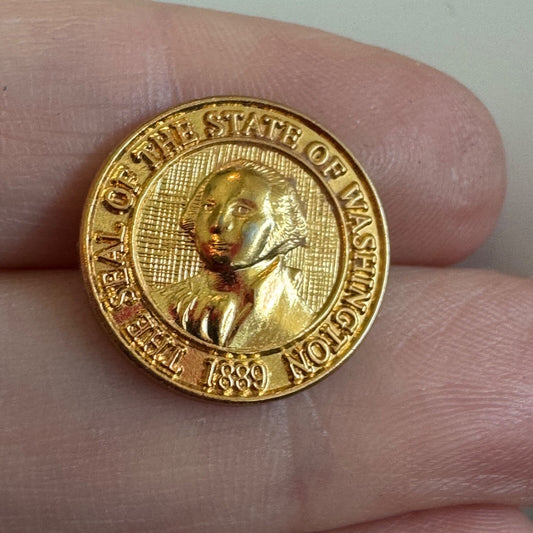 THE SEAL OF THE STATE OF WASHINGTON
1889